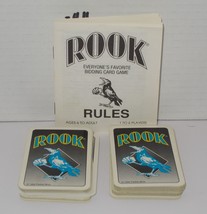 ROOK
EVERYONE'S FAVORITE
BIDDING CARD GAME
RULES
ROOK
ROOK